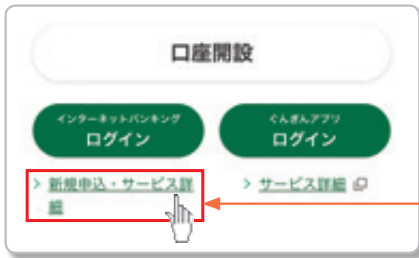 口座開設
インターネットバンキング
ログイン
ぐんぎんアプリ
ログイン
> 新規申込・サービス詳
細
> サービス詳細